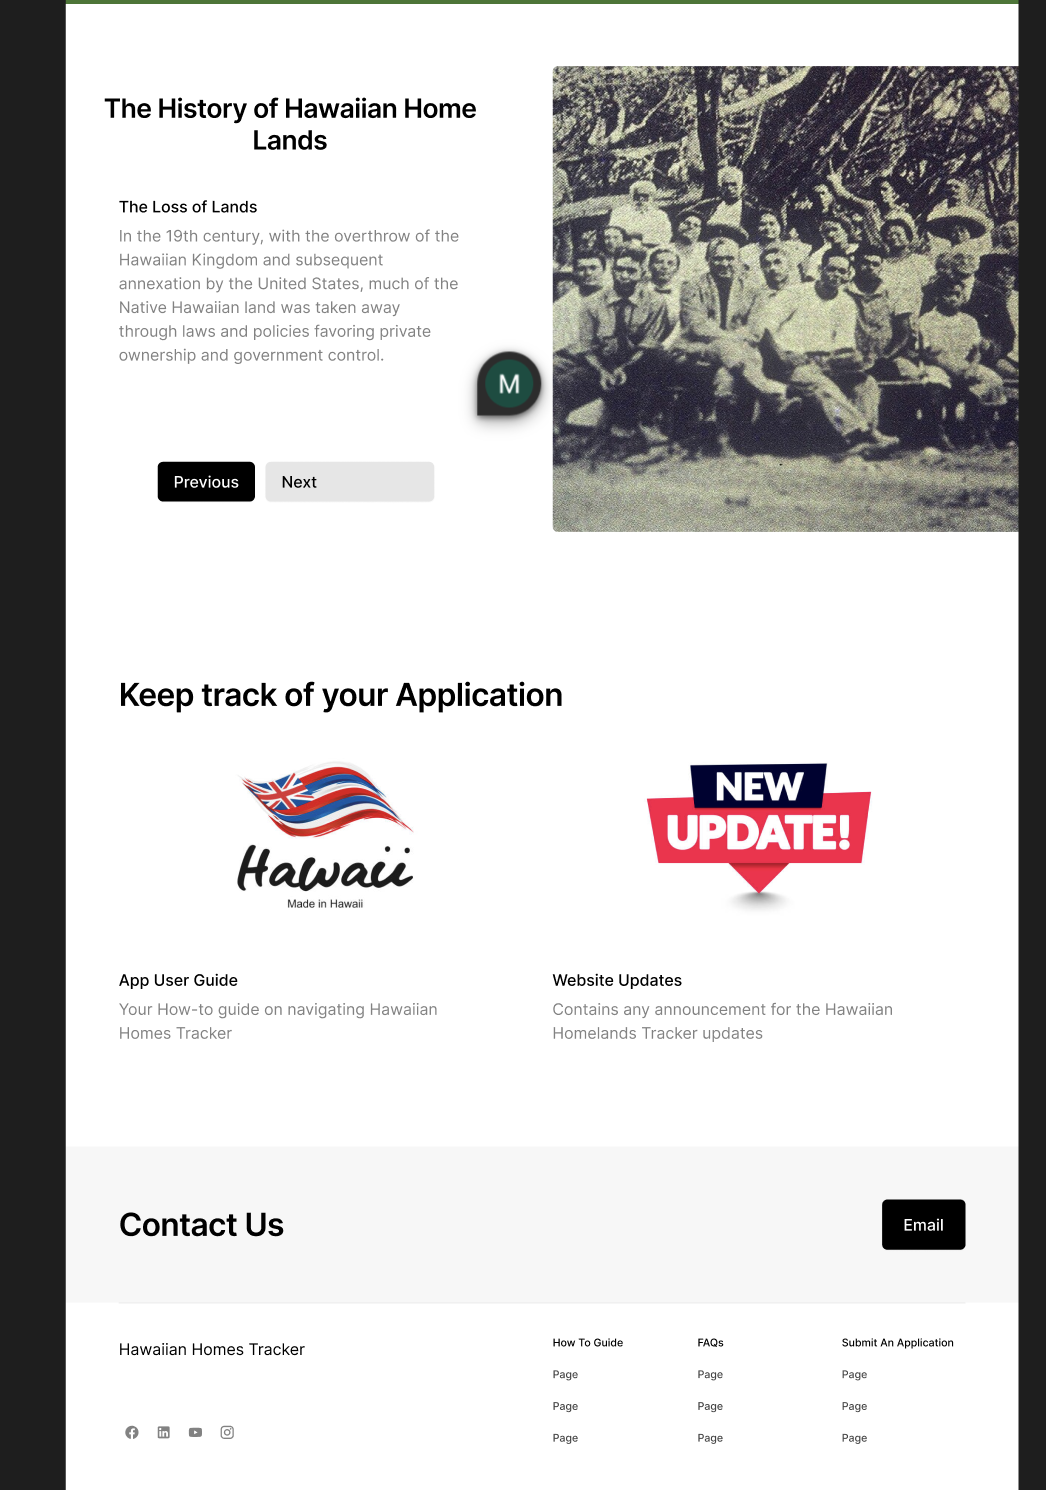 The History of Hawaiian Home
Lands
The Loss of Lands
In the 19th century, with the overthrow of the
Hawaiian Kingdom and subsequent
annexation by the United States, much of the
Native Hawaiian land was taken away
through laws and policies favoring private
ownership and government control.
M
Previous
Next
Keep track of your Application
Hawaii
Made in Hawaii
NEW
UPDATE!
App User Guide
Your How-to guide on navigating Hawaiian
Homes Tracker
Website Updates
Contains any announcement for the Hawaiian
Homelands Tracker updates
Contact Us
Email
Hawaiian Homes Tracker
How To Guide
Page
Page
Page
FAQs
Page
Page
Page
Submit An Application
Page
Page
Page